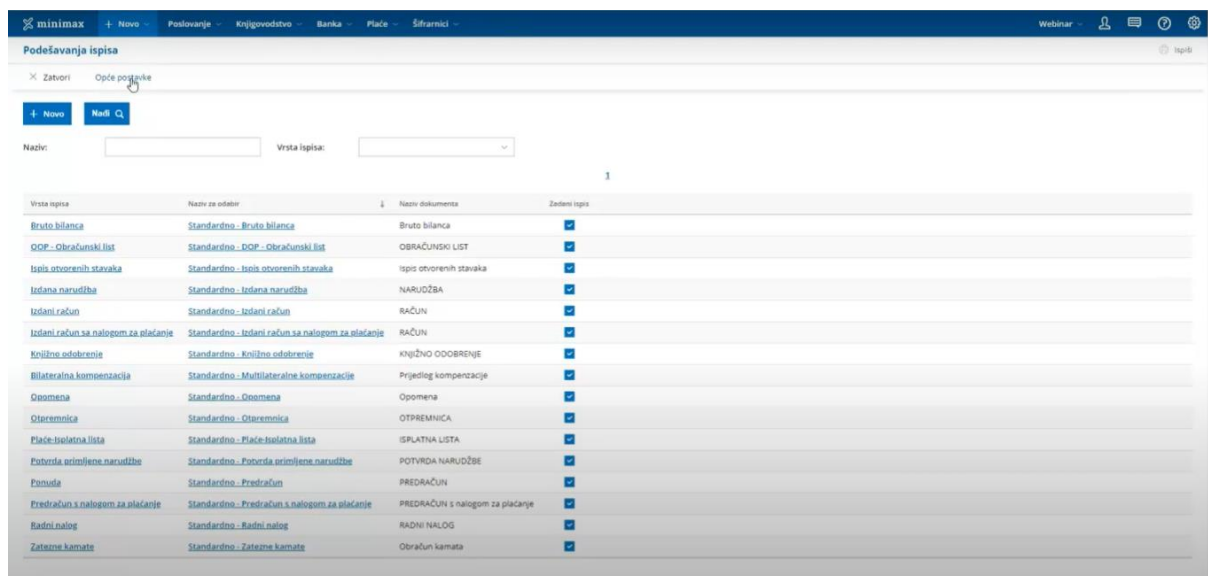 minimax + Novo Poslovanje Knjigovodstvo Banka Plaće Šifrarnici Webinar
Podešavanja ispisa Ispiši
Zatvori Opće postavke
+ Novo Nađi
Naziv: Vrsta ispisa:
1
Vrsta ispisa Naziv za odabir Naziv dokumenta Zadani ispis
Bruto bilanca Standardno - Bruto bilanca Bruto bilanca
OOP - Obračunski list Standardno - DOP - Obračunski list OBRAČUNSKI LIST
Ispis otvorenih stavaka Standardno - Ispis otvorenih stavaka Ispis otvorenih stavaka
Izdana narudžba Standardno - Izdana narudžba NARUDŽBA
Izdani račun Standardno - Izdani račun RAČUN
Izdani račun sa nalogom za plaćanje Standardno - Izdani račun sa nalogom za plaćanje RAČUN
Knjižno odobrenje Standardno - Knjižno odobrenje KNJIŽNO ODOBRENJE
Bilateralna kompenzacija Standardno - Multilateralne kompenzacije Prijedlog kompenzacije
Opomena Standardno - Opomena Opomena
Otpremnica Standardno - Otpremnica OTPREMNICA
Plaće-Isplatna lista Standardno - Plaće-Isplatna lista ISPLATNA LISTA
Potvrda primljene narudžbe Standardno - Potvrda primljene narudžbe POTVRDA NARUDŽBE
Ponuda Standardno - Predračun PREDRAČUN
Predračun s nalogom za plaćanje Standardno - Predračun s nalogom za plaćanje PREDRAČUN s nalogom za plaćanje
Radni nalog Standardno - Radni nalog RADNI NALOG
Zatezne kamate Standardno - Zatezne kamate Obračun kamata